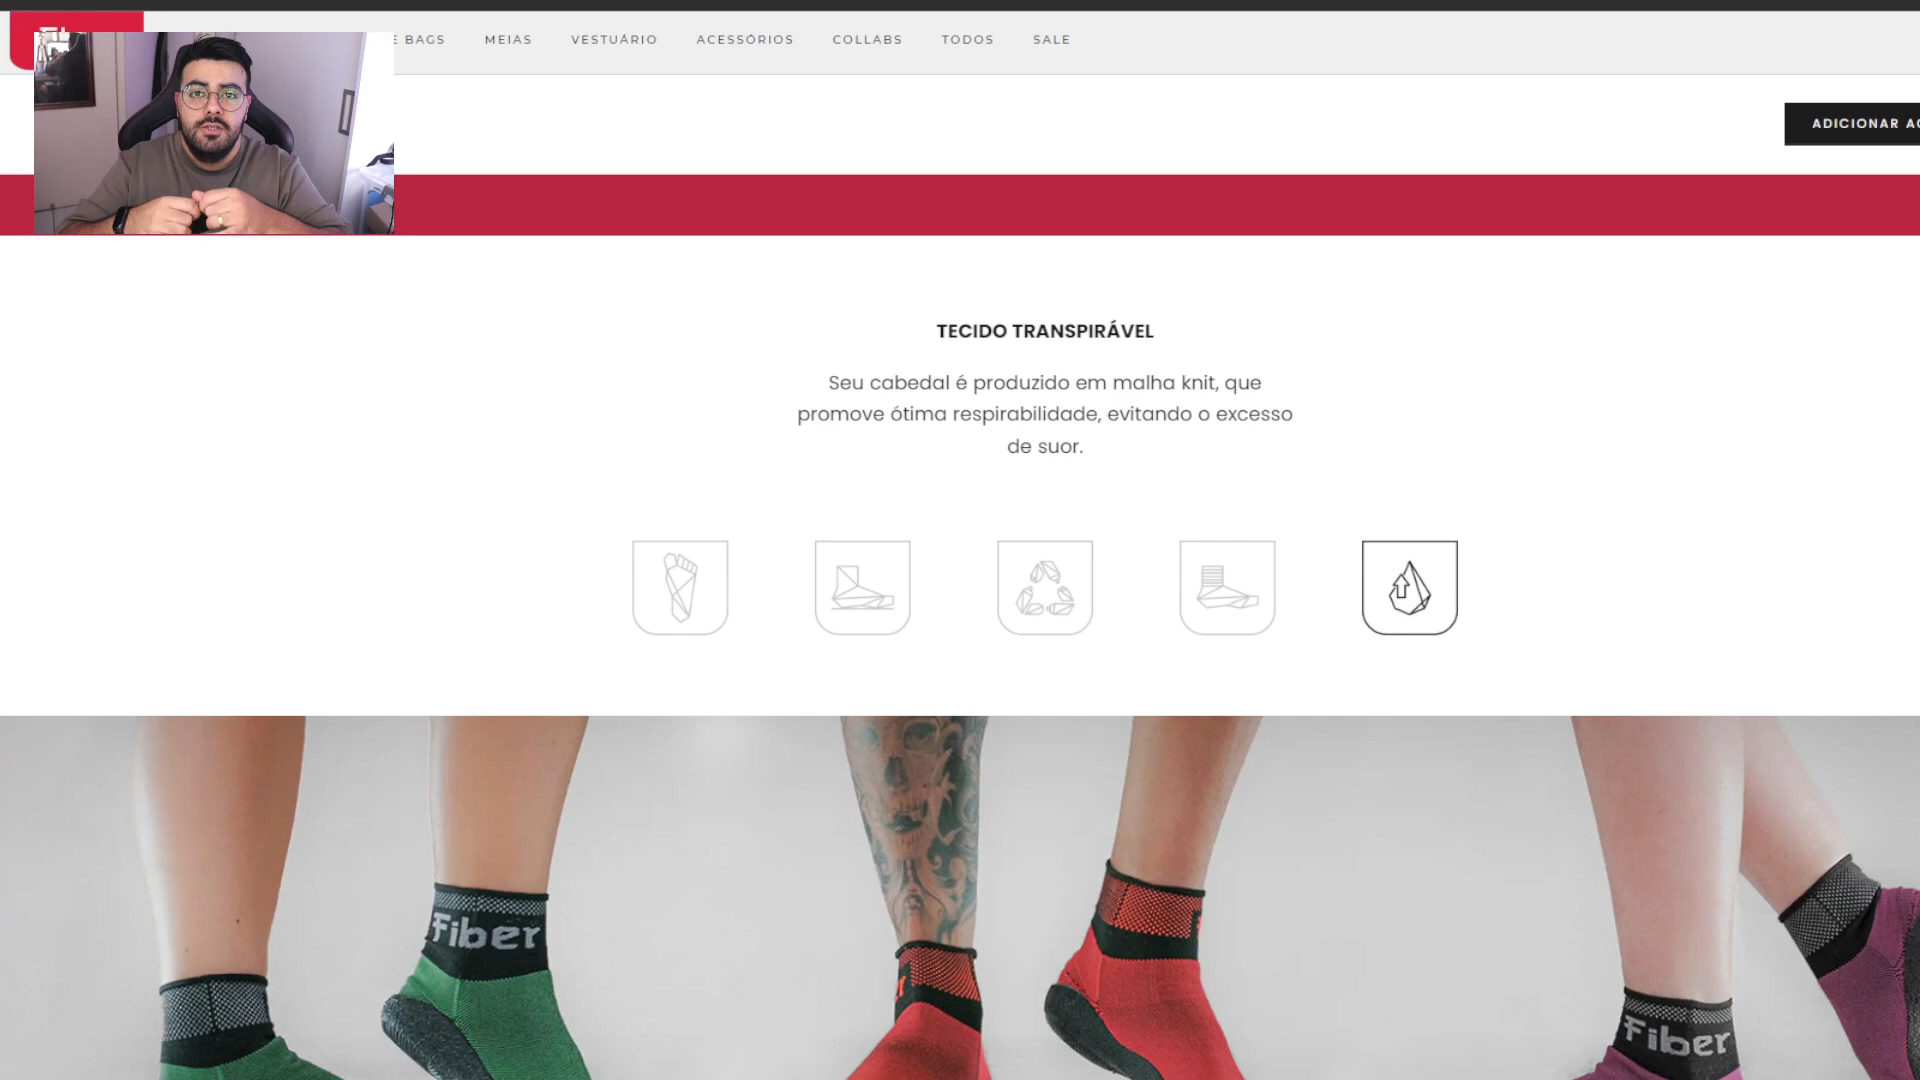 E BAGS MEIAS VESTUÁRIO ACESSÓRIOS COLLABS TODOS SALE
ADICIONAR
TECIDO TRANSPIRÁVEL
Seu cabedal é produzido em malha knit, que
promove ótima respirabilidade, evitando o excesso
de suor.
Fiber
Fiber